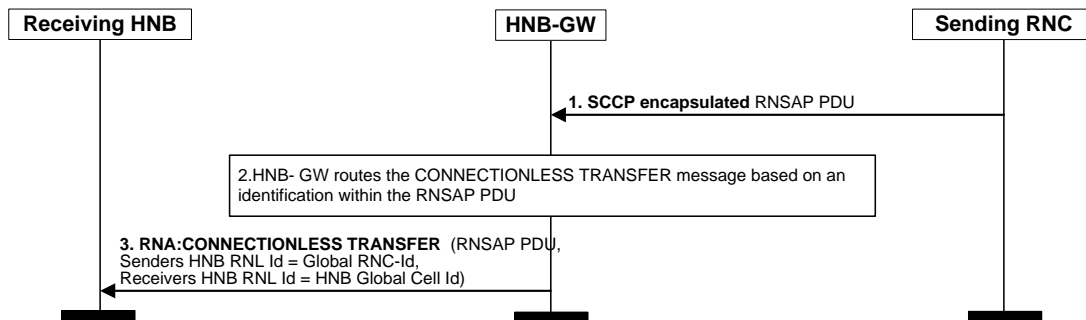 Receiving HNB
HNB-GW
Sending RNC
1. SCCP encapsulated RNSAP PDU
2.HNB- GW routes the CONNECTIONLESS TRANSFER message based on an
identification within the RNSAP PDU
3. RNA:CONNECTIONLESS TRANSFER (RNSAP PDU,
Senders HNB RNL Id = Global RNC-Id,
Receivers HNB RNL Id = HNB Global Cell Id)